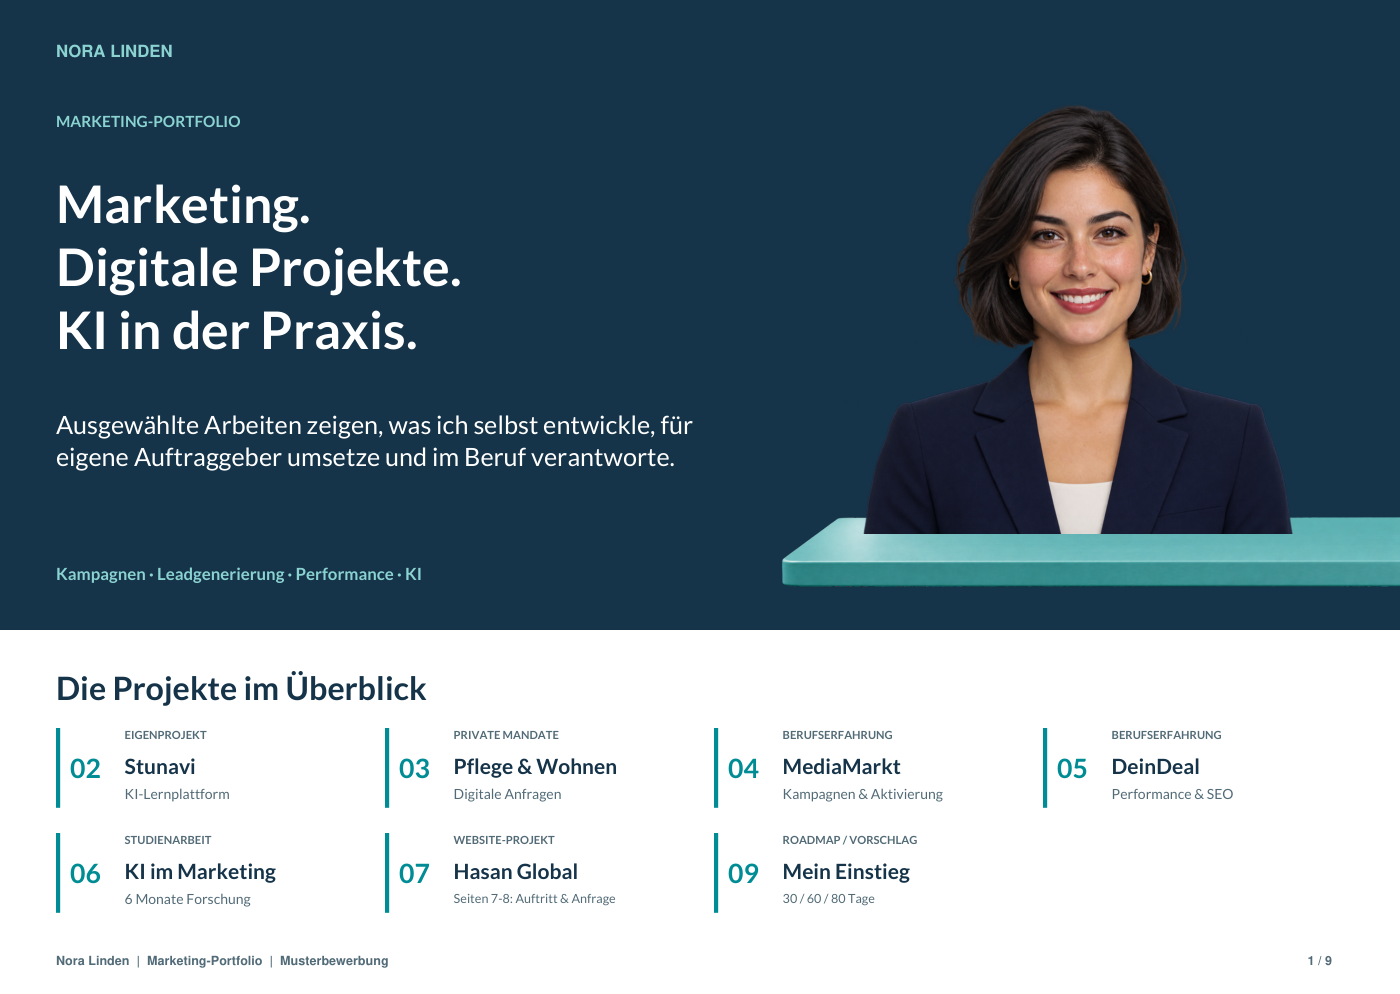 NORA LINDEN
MARKETING-PORTFOLIO
Marketing.
Digitale Projekte.
KI in der Praxis.
Ausgewählte Arbeiten zeigen, was ich selbst entwickle, für
eigene Auftraggeber umsetze und im Beruf verantworte.
Kampagnen · Leadgenerierung · Performance · KI
Die Projekte im Überblick
02
EIGENPROJEKT
Stunavi
KI-Lernplattform
03
PRIVATE MANDATE
Pflege & Wohnen
Digitale Anfragen
04
BERUFSERFAHRUNG
MediaMarkt
Kampagnen & Aktivierung
05
BERUFSERFAHRUNG
DeinDeal
Performance & SEO
06
STUDIENARBEIT
KI im Marketing
6 Monate Forschung
07
WEBSITE-PROJEKT
Hasan Global
Seiten 7-8: Auftritt & Anfrage
09
ROADMAP / VORSCHLAG
Mein Einstieg
30 / 60 / 80 Tage
Nora Linden | Marketing-Portfolio | Musterbewerbung
1 / 9